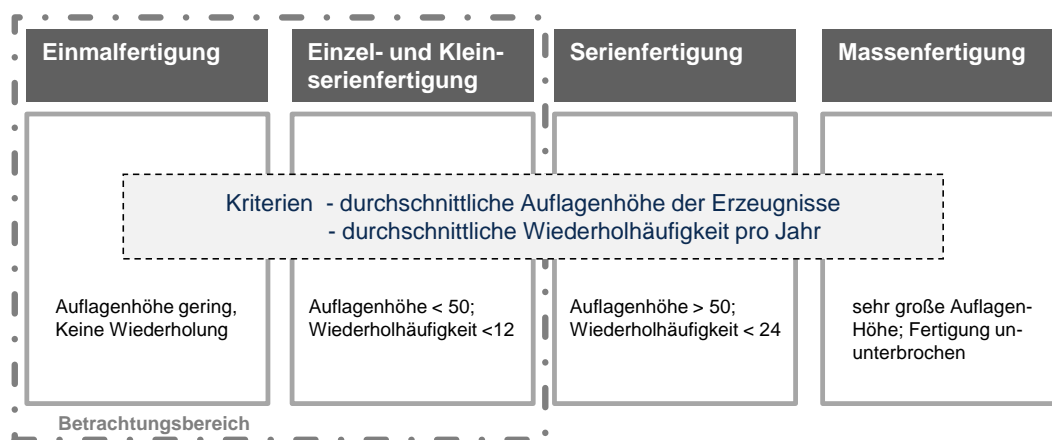 Einmalfertigung
Einzel- und Klein-
serienfertigung
Serienfertigung
Massenfertigung
Kriterien - durchschnittliche Auflagenhöhe der Erzeugnisse
- durchschnittliche Wiederholhäufigkeit pro Jahr
Auflagenhöhe gering,
Keine Wiederholung
Auflagenhöhe < 50;
Wiederholhäufigkeit <12
Auflagenhöhe > 50;
Wiederholhäufigkeit < 24
sehr große Auflagen-
Höhe; Fertigung un-
unterbrochen
Betrachtungsbereich